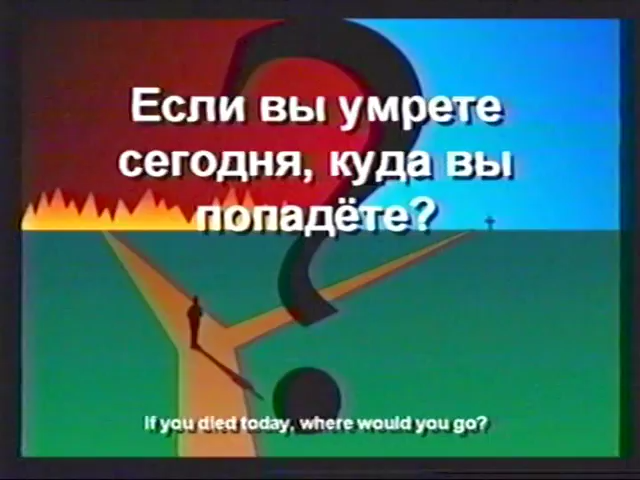 Если вы умрете
сегодня, куда вы
попадёте?
If you died today, where would you go?